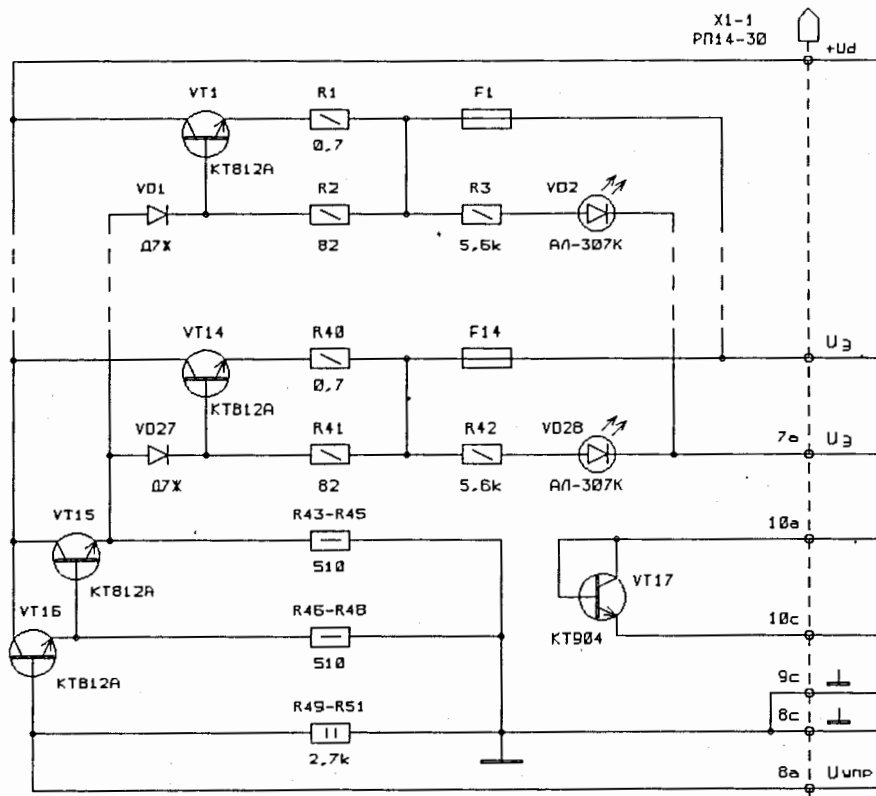 X1-1
РП14-30
+Ud
VT1
R1
F1
0,7
КТ812А
VD1
R2
R3
VD2
Д7Ж
82
5,6k
АЛ-307К
VT14
R40
F14
Uэ
0,7
КТ812А
VD27
R41
R42
VD28
7а
Uэ
Д7Ж
82
5,6k
АЛ-307К
VT15
R43-R45
10а
510
VT17
КТ812А
VT16
R46-R48
КТ904
10с
510
КТ812А
9с
R49-R51
8с
2,7k
8а
Uупр